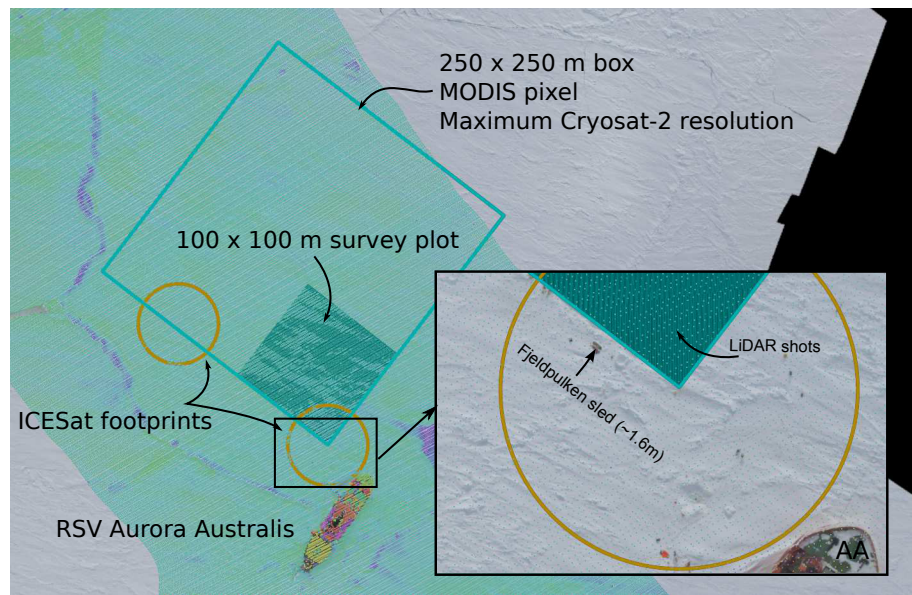 250 x 250 m box
MODIS pixel
Maximum Cryosat-2 resolution
100 x 100 m survey plot
ICESat footprints
RSV Aurora Australis
LiDAR shots
Fjeldpulken sled (~1.6m)
AA